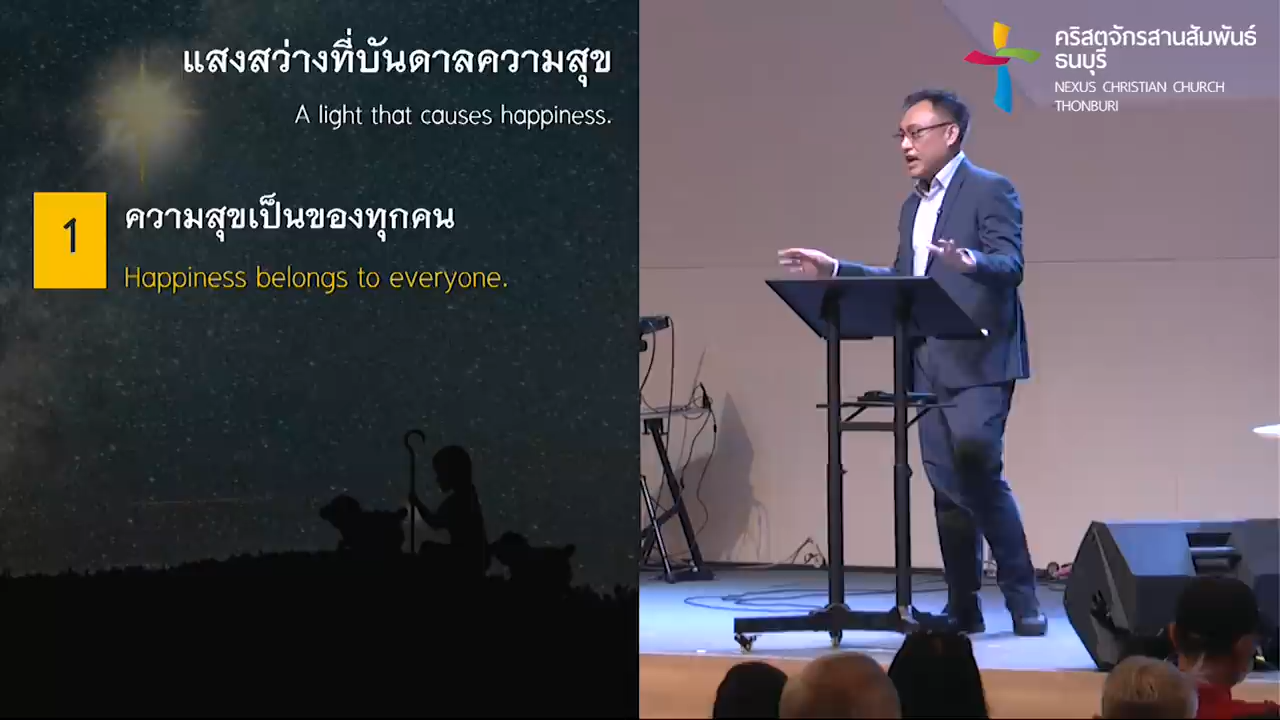 แสงสว่างที่บันดาลความสุข
A light that causes happiness.
1
ความสุขเป็นของทุกคน
Happiness belongs to everyone.
คริสตจักรสานสัมพันธ์
ธนบุรี
NEXUS CHRISTIAN CHURCH
THONBURI